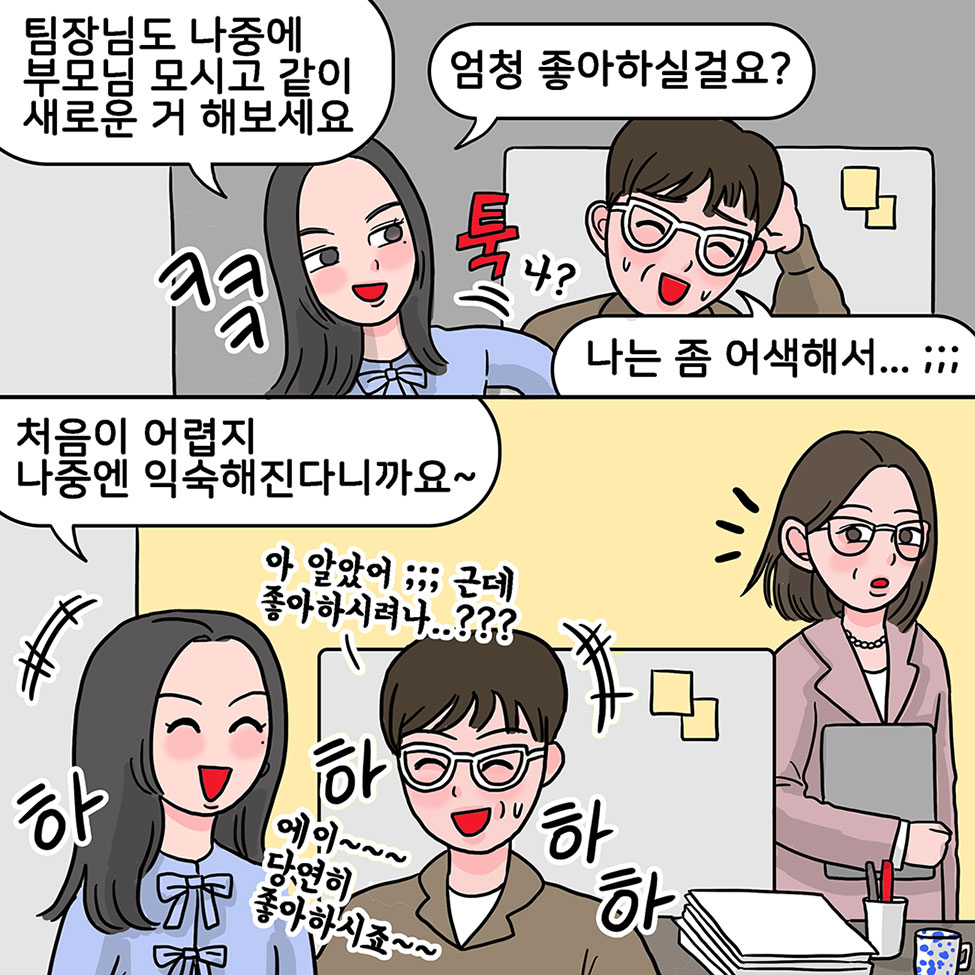 팀장님도 나중에
부모님 모시고 같이
새로운 거 해보세요
엄청 좋아하실걸요?
툭
나?
큭큭
ㅋ
나는 좀 어색해서... ;;;
처음이 어렵지
나중엔 익숙해진다니까요~
아 알았어 ;;; 근데
좋아하시려나..???
하
하
에이~~~
당연히
좋아하시죠~~
하
하